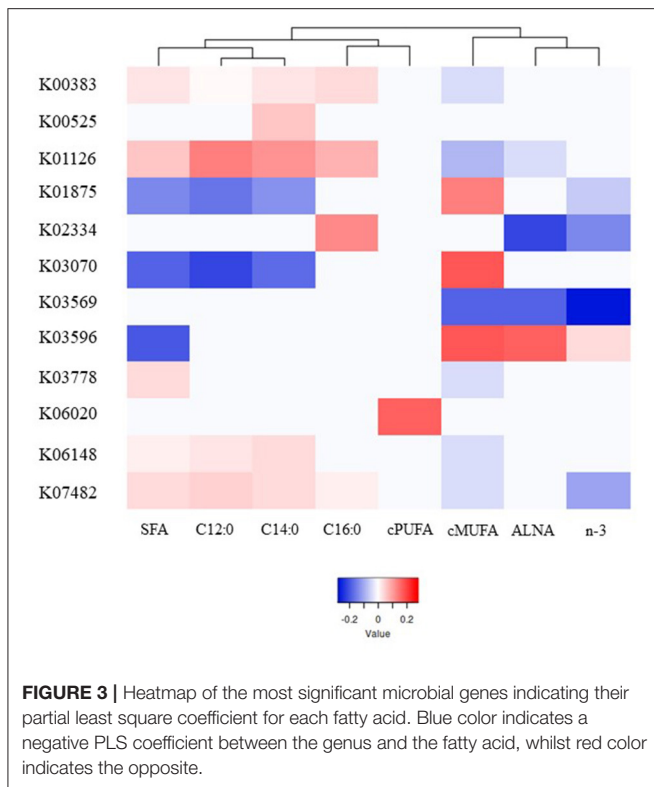 K00383
K00525
K01126
K01875
K02334
K03070
K03569
K03596
K03778
K06020
K06148
K07482
SFA C12:0 C14:0 C16:0 cPUFA cMUFA ALNA n-3
-0.2 0 0.2
Value
FIGURE 3 | Heatmap of the most significant microbial genes indicating their
partial least square coefficient for each fatty acid. Blue color indicates a
negative PLS coefficient between the genus and the fatty acid, whilst red color
indicates the opposite.